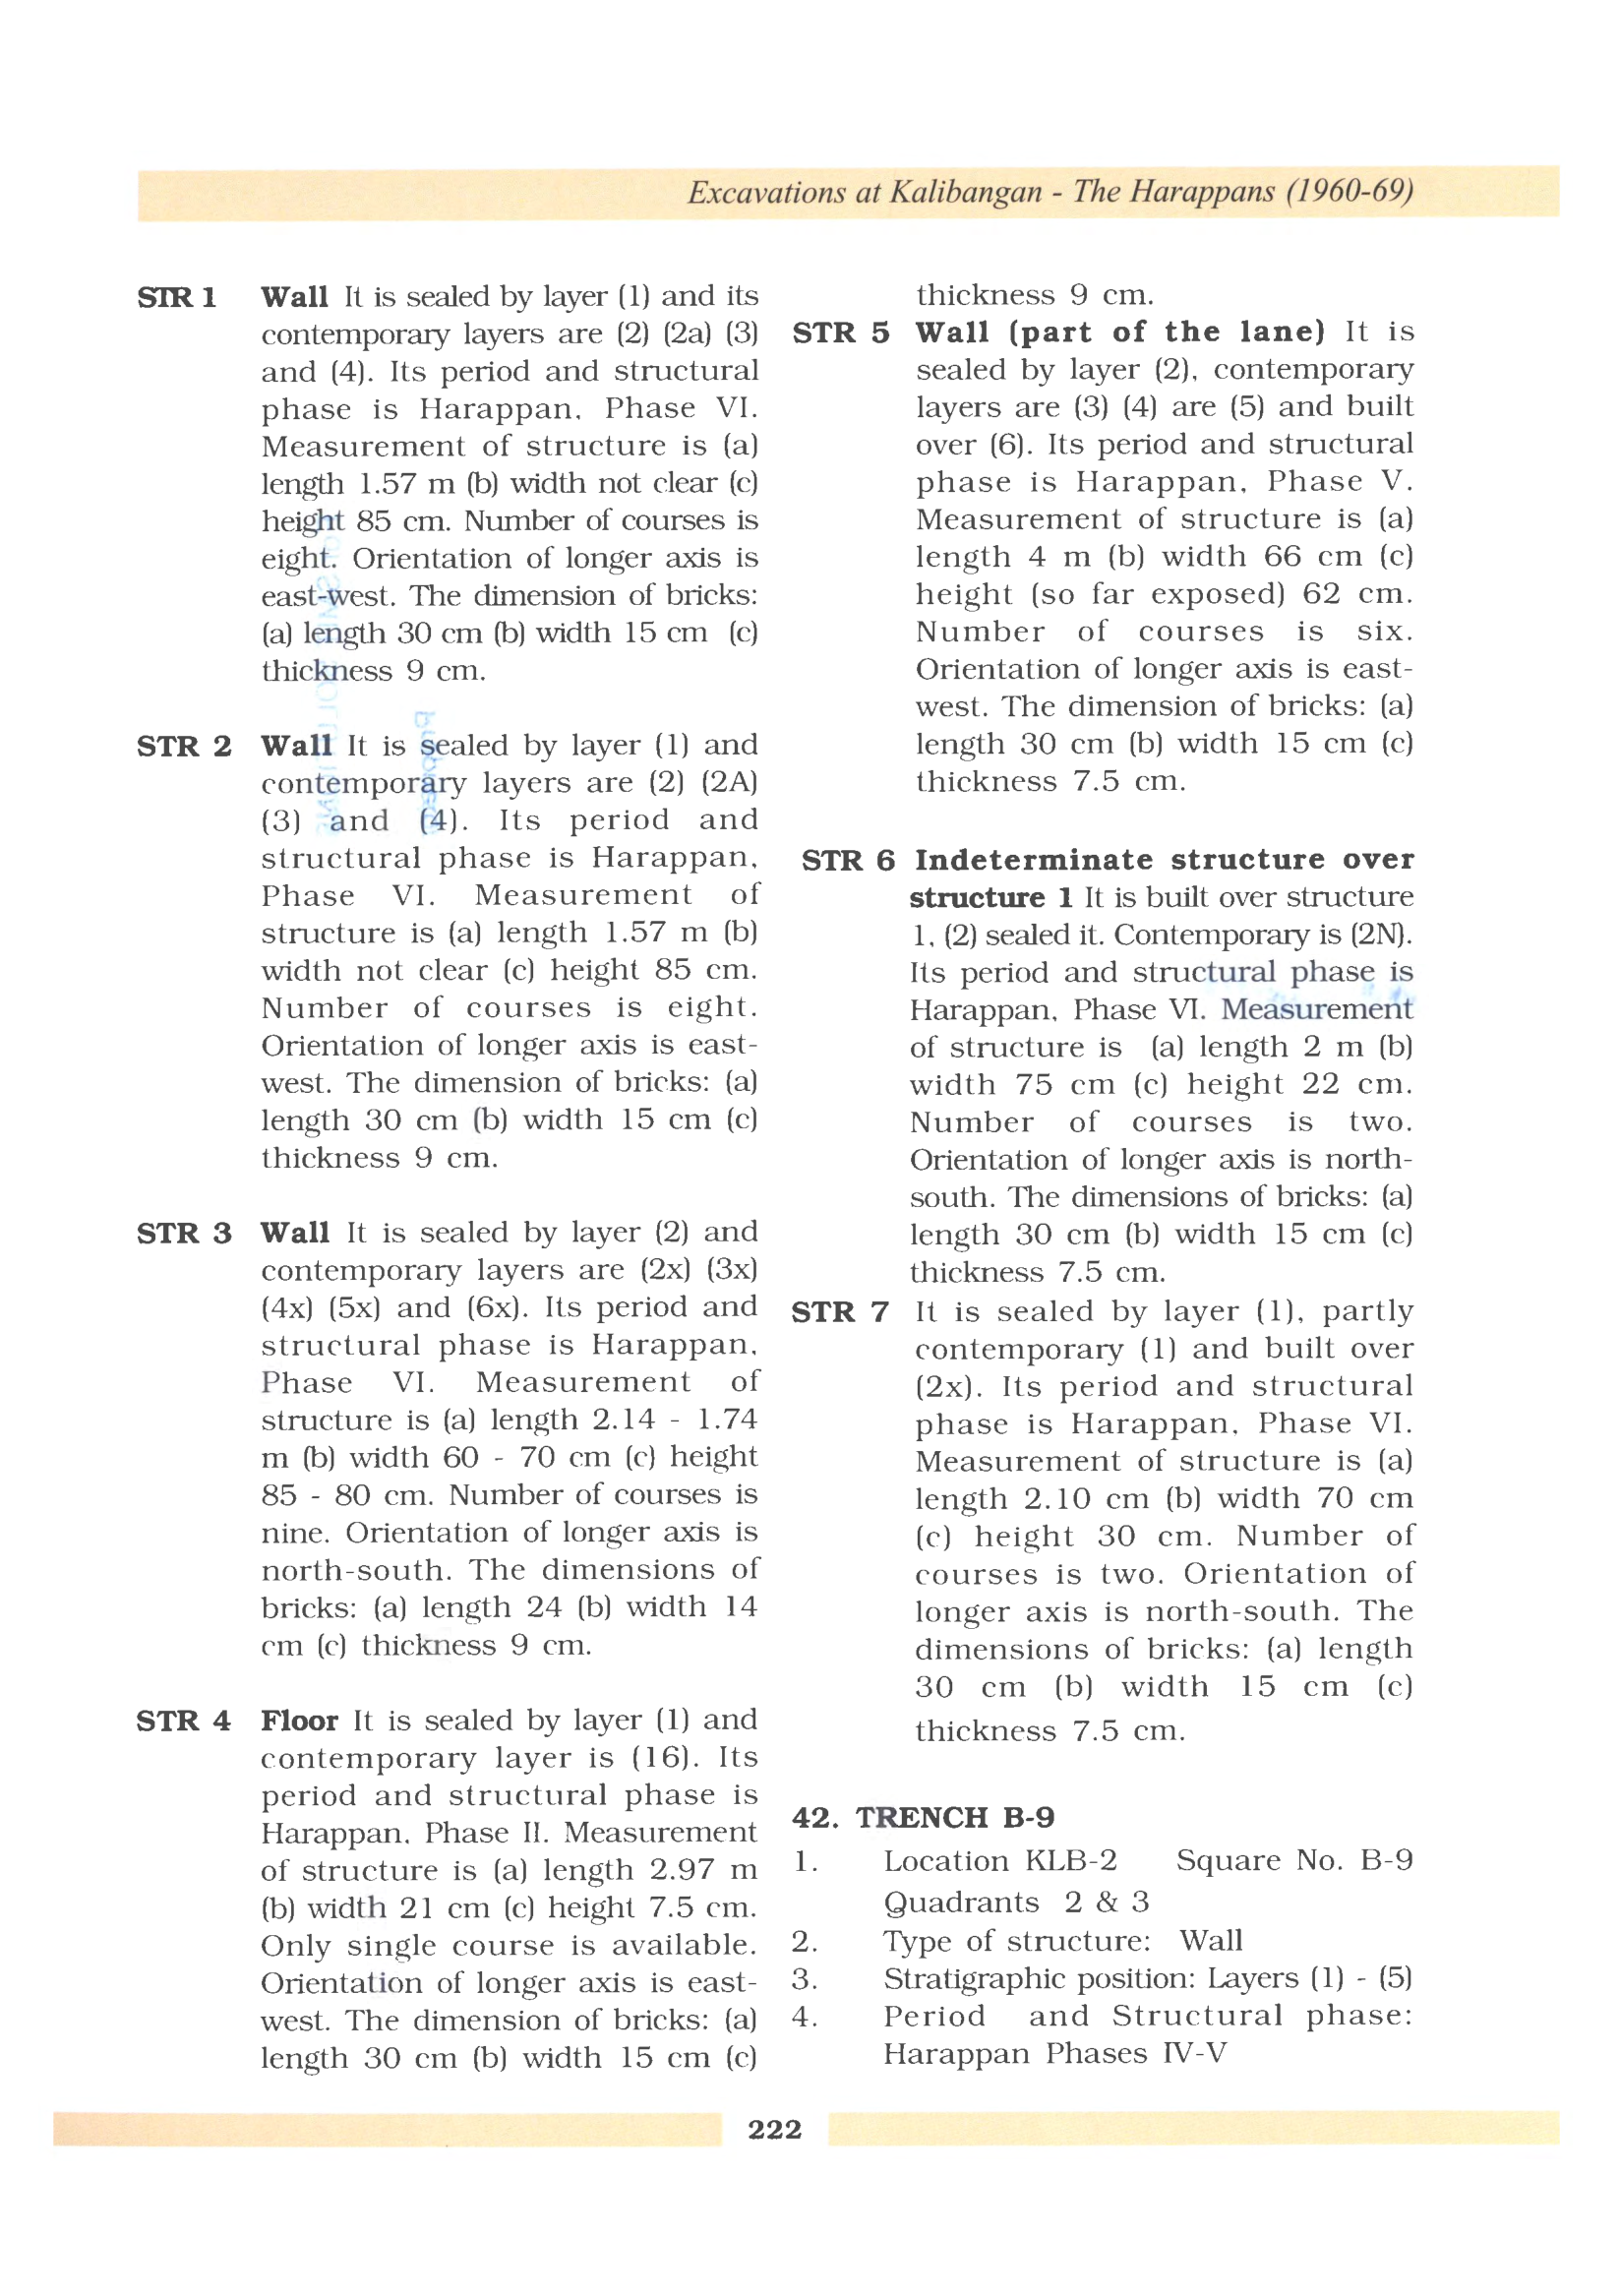 Excavations at Kalibangan - The Harappans (1960-69)
STR 1 Wall It is sealed by layer (1) and its
contemporary layers are (2) (2a) (3)
and (4). Its period and structural
phase is Harappan, Phase VI.
Measurement of structure is (a)
length 1.57 m (b) width not clear (c)
height 85 cm. Number of courses is
eight. Orientation of longer axis is
east-west. The dimension of bricks:
(a) length 30 cm (b) width 15 cm (c)
thickness 9 cm.
STR 2 Wall It is sealed by layer (1) and
contemporary layers are (2) (2A)
(3) and (4). Its period and
structural phase is Harappan,
Phase VI. Measurement of
structure is (a) length 1.57 m (b)
width not clear (c) height 85 cm.
Number of courses is eight.
Orientation of longer axis is east-
west. The dimension of bricks: (a)
length 30 cm (b) width 15 cm (c)
thickness 9 cm.
STR 3 Wall It is sealed by layer (2) and
contemporary layers are (2x) (3x)
(4x) (5x) and (6x). Its period and
structural phase is Harappan,
Phase VI. Measurement of
structure is (a) length 2.14 - 1.74
m (b) width 60 - 70 cm (c) height
85 - 80 cm. Number of courses is
nine. Orientation of longer axis is
north-south. The dimensions of
bricks: (a) length 24 (b) width 14
cm (c) thickness 9 cm.
STR 4 Floor It is sealed by layer (1) and
contemporary layer is (16). Its
period and structural phase is
Harappan, Phase II. Measurement
of structure is (a) length 2.97 m
(b) width 21 cm (c) height 7.5 cm.
Only single course is available.
Orientation of longer axis is east-
west. The dimension of bricks: (a)
length 30 cm (b) width 15 cm (c)
thickness 9 cm.
STR 5 Wall (part of the lane) It is
sealed by layer (2), contemporary
layers are (3) (4) are (5) and built
over (6). Its period and structural
phase is Harappan, Phase V.
Measurement of structure is (a)
length 4 m (b) width 66 cm (c)
height (so far exposed) 62 cm.
Number of courses is six.
Orientation of longer axis is east-
west. The dimension of bricks: (a)
length 30 cm (b) width 15 cm (c)
thickness 7.5 cm.
STR 6 Indeterminate structure over
structure 1 It is built over structure
1, (2) sealed it. Contemporary is (2N).
Its period and structural phase is
Harappan, Phase VI. Measurement
of structure is (a) length 2 m (b)
width 75 cm (c) height 22 cm.
Number of courses is two.
Orientation of longer axis is north-
south. The dimensions of bricks: (a)
length 30 cm (b) width 15 cm (c)
thickness 7.5 cm.
STR 7 It is sealed by layer (1), partly
contemporary (1) and built over
(2x). Its period and structural
phase is Harappan, Phase VI.
Measurement of structure is (a)
length 2.10 cm (b) width 70 cm
(c) height 30 cm. Number of
courses is two. Orientation of
longer axis is north-south. The
dimensions of bricks: (a) length
30 cm (b) width 15 cm (c)
thickness 7.5 cm.
42. TRENCH B-9
1. Location KLB-2 Square No. B-9
Quadrants 2 & 3
2. Type of structure: Wall
3. Stratigraphic position: Layers (1) - (5)
4. Period and Structural phase:
Harappan Phases IV-V
222